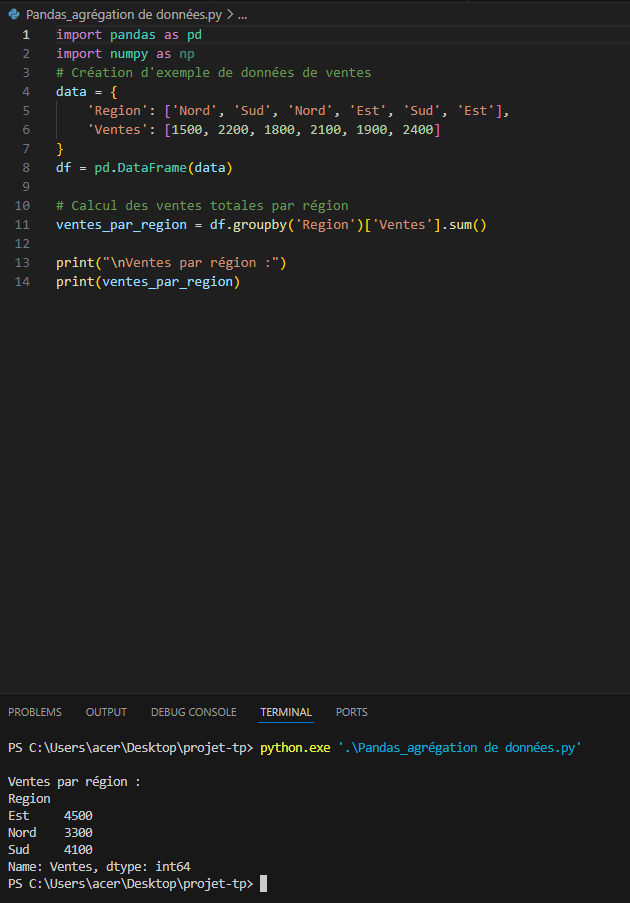 Pandas_agrégation de données.py > ...
1 import pandas as pd
2 import numpy as np
3 # Création d'exemple de données de ventes
4 data = {
5     'Region': ['Nord', 'Sud', 'Nord', 'Est', 'Sud', 'Est'],
6     'Ventes': [1500, 2200, 1800, 2100, 1900, 2400]
7 }
8 df = pd.DataFrame(data)
9
10 # Calcul des ventes totales par région
11 ventes_par_region = df.groupby('Region')['Ventes'].sum()
12
13 print("\nVentes par région :")
14 print(ventes_par_region)
PROBLEMS OUTPUT DEBUG CONSOLE TERMINAL PORTS
PS C:\Users\acer\Desktop\projet-tp> python.exe '.\Pandas_agrégation de données.py'
Ventes par région :
Region
Est     4500
Nord    3300
Sud     4100
Name: Ventes, dtype: int64
PS C:\Users\acer\Desktop\projet-tp>